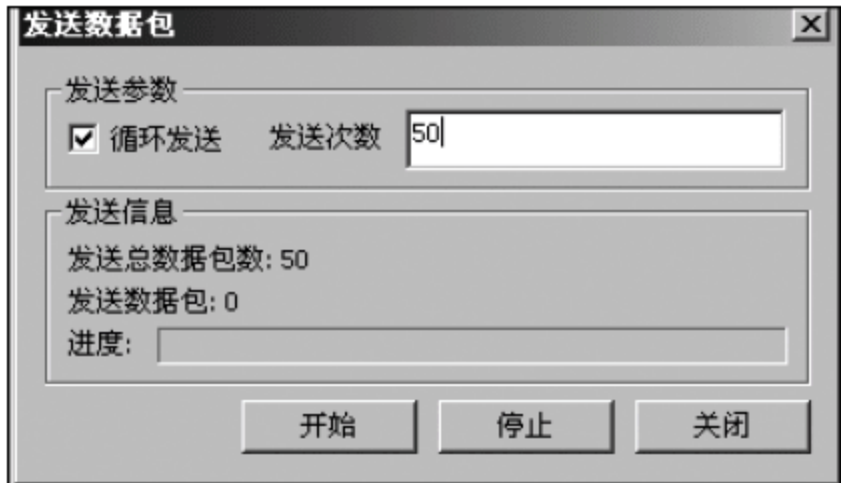 发送数据包
发送参数
循环发送 发送次数 50
发送信息
发送总数据包数: 50
发送数据包: 0
进度:
开始 停止 关闭